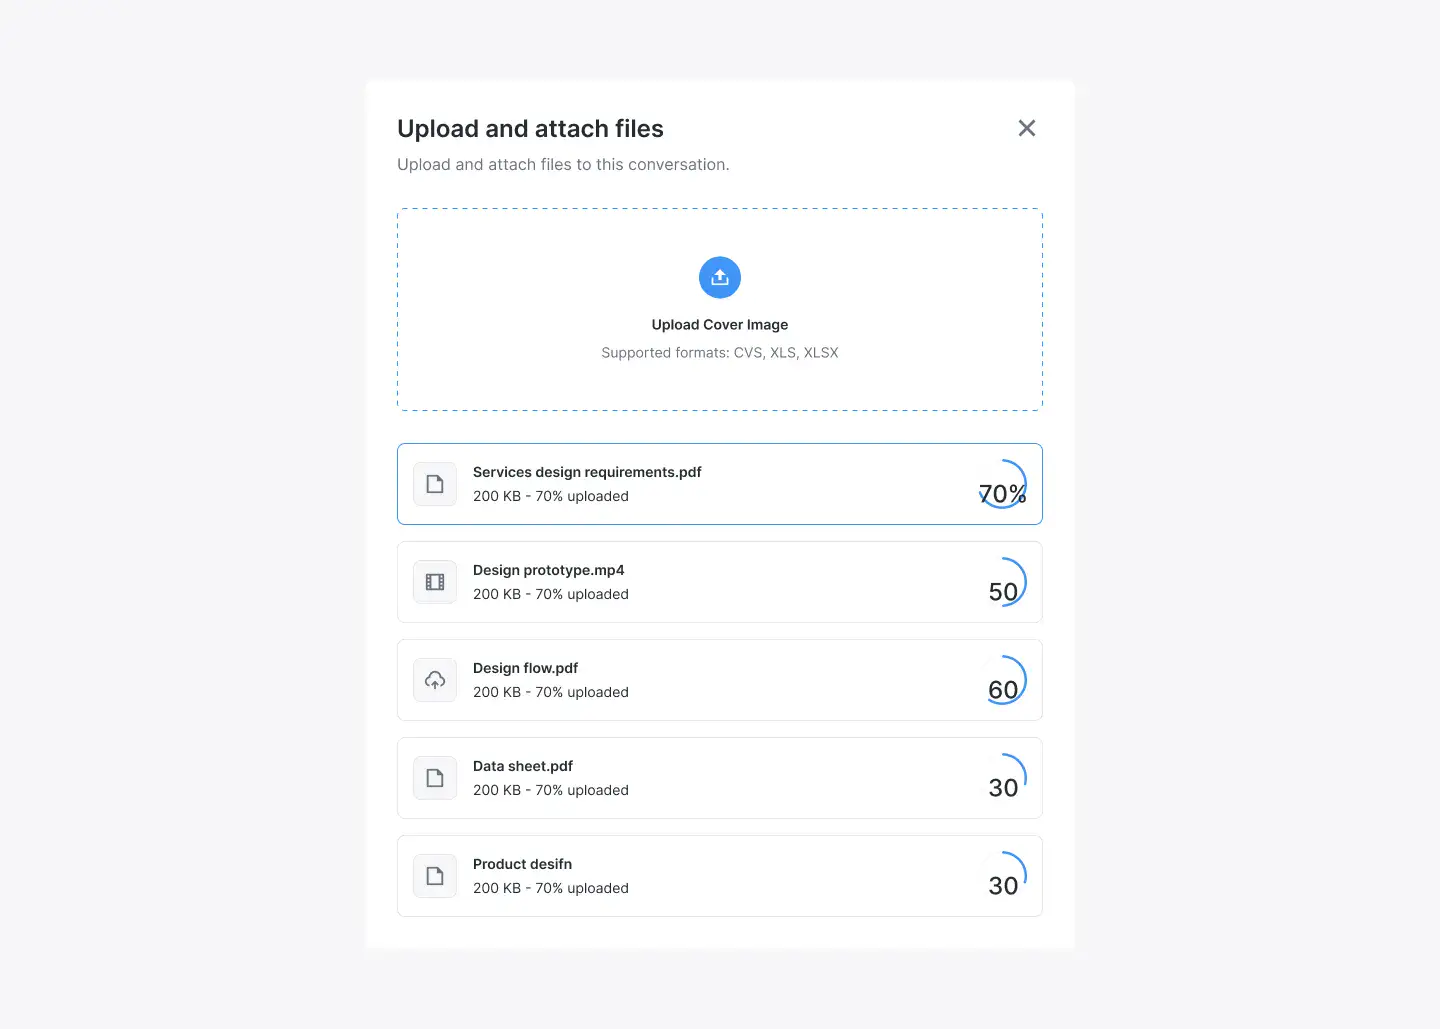 Upload and attach files
Upload and attach files to this conversation.
Upload Cover Image
Supported formats: CVS, XLS, XLSX
Services design requirements.pdf
200 KB - 70% uploaded
70%
Design prototype.mp4
200 KB - 70% uploaded
50
Design flow.pdf
200 KB - 70% uploaded
60
Data sheet.pdf
200 KB - 70% uploaded
30
Product desifn
200 KB - 70% uploaded
30